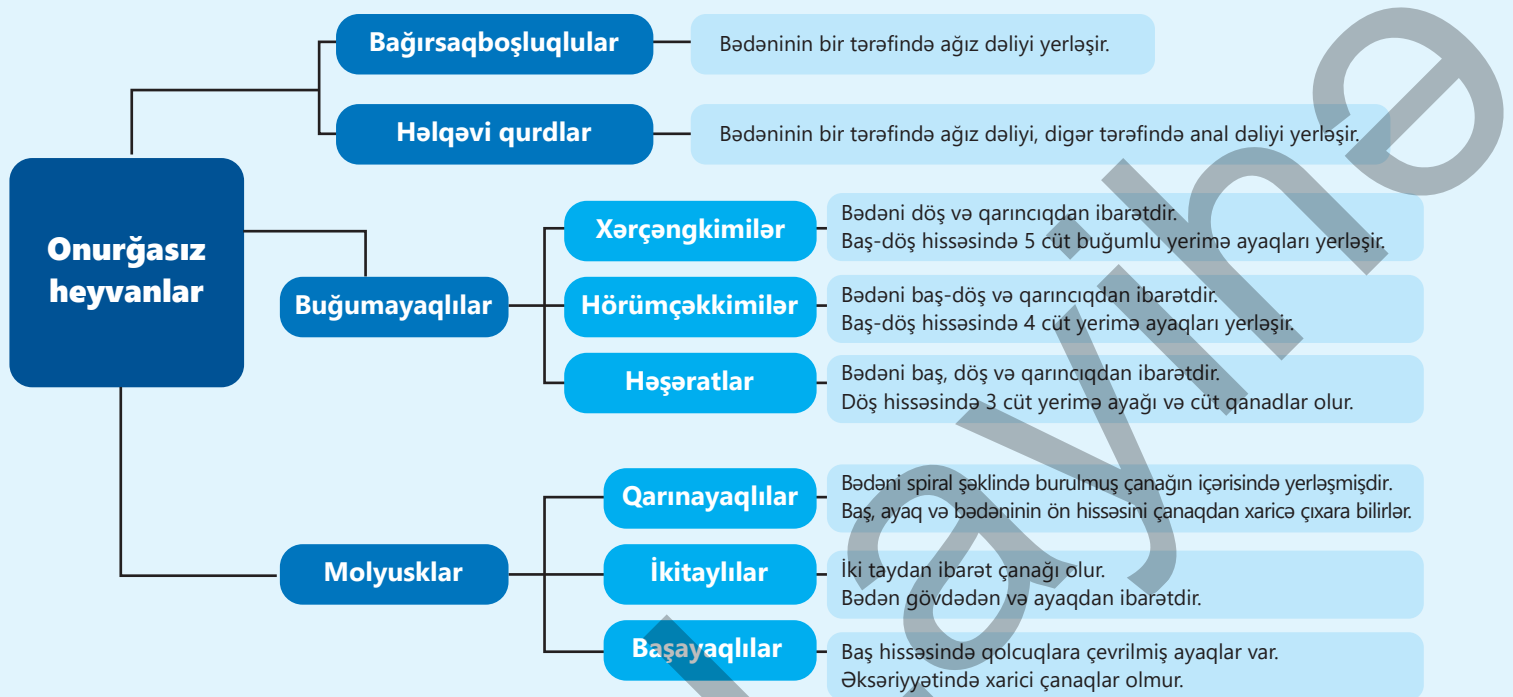 Bağırsaqboşluqlular
Bədəninin bir tərəfində ağız dəliyi yerləşir.
Həlqəvi qurdlar
Bədəninin bir tərəfində ağız dəliyi, digər tərəfində anal dəliyi yerləşir.
Onurğasız
heyvanlar
Buğumayaqlılar
Xərçəngkimilər
Bədəni döş və qarıncıqdan ibarətdir.
Baş-döş hissəsində 5 cüt buğumlu yerimə ayaqları yerləşir.
Hörümçəkkimilər
Bədəni baş-döş və qarıncıqdan ibarətdir.
Baş-döş hissəsində 4 cüt yerimə ayaqları yerləşir.
Həşəratlar
Bədəni baş, döş və qarıncıqdan ibarətdir.
Döş hissəsində 3 cüt yerimə ayağı və cüt qanadlar olur.
Molyusklar
Qarınayaqlılar
Bədəni spiral şəklində burulmuş çanağın içərisində yerləşmişdir.
Baş, ayaq və bədəninin ön hissəsini çanaqdan xaricə çıxara bilirlər.
İkitaylılar
İki taydan ibarət çanağı olur.
Bədən gövdədən və ayaqdan ibarətdir.
Başayaqlılar
Baş hissəsində qolcuqlara çevrilmiş ayaqlar var.
Əksəriyyətində xarici çanaqlar olmur.